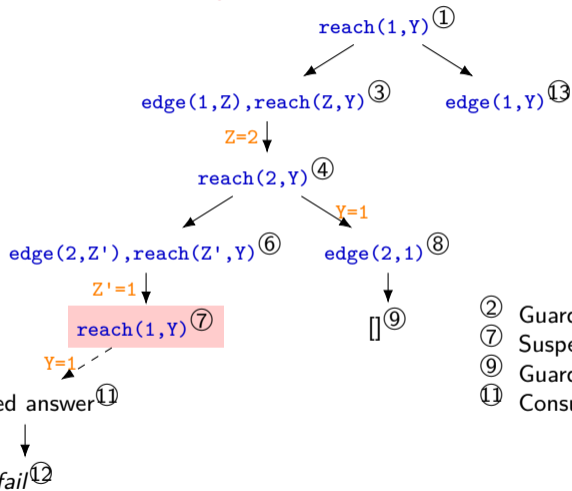 reach(1,Y)①
edge(1,Z),reach(Z,Y)③ edge(1,Y)⑬
Z=2
reach(2,Y)④
Y=1
edge(2,Z'),reach(Z',Y)⑥ edge(2,1)⑧
Z'=1
reach(1,Y)⑦ []⑨
② Guard
⑦ Suspe
Y=1
⑨ Guard
ed answer⑪
⑪ Consu
fail⑫